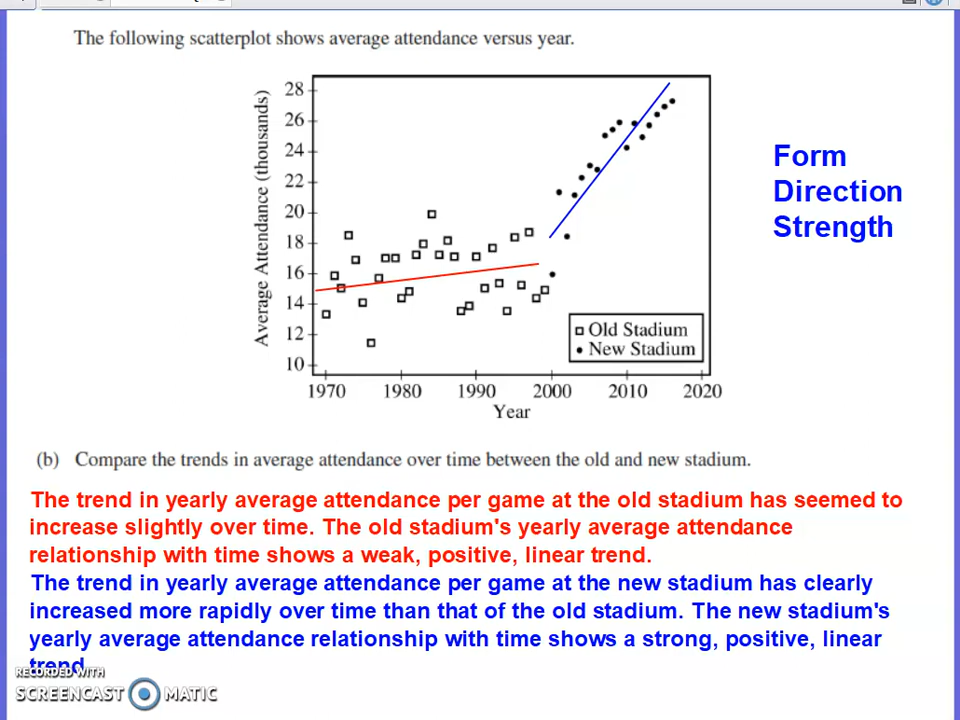 The following scatterplot shows average attendance versus year.
28
26
24
22
20
18
16
14
12
10
Average Attendance (thousands)
Old Stadium
New Stadium
1970 1980 1990 2000 2010 2020
Year
Form
Direction
Strength
(b) Compare the trends in average attendance over time between the old and new stadium.
The trend in yearly average attendance per game at the old stadium has seemed to
increase slightly over time. The old stadium's yearly average attendance
relationship with time shows a weak, positive, linear trend.
The trend in yearly average attendance per game at the new stadium has clearly
increased more rapidly over time than that of the old stadium. The new stadium's
yearly average attendance relationship with time shows a strong, positive, linear
trend
RECORDED WITH
SCREENCAST MATIC